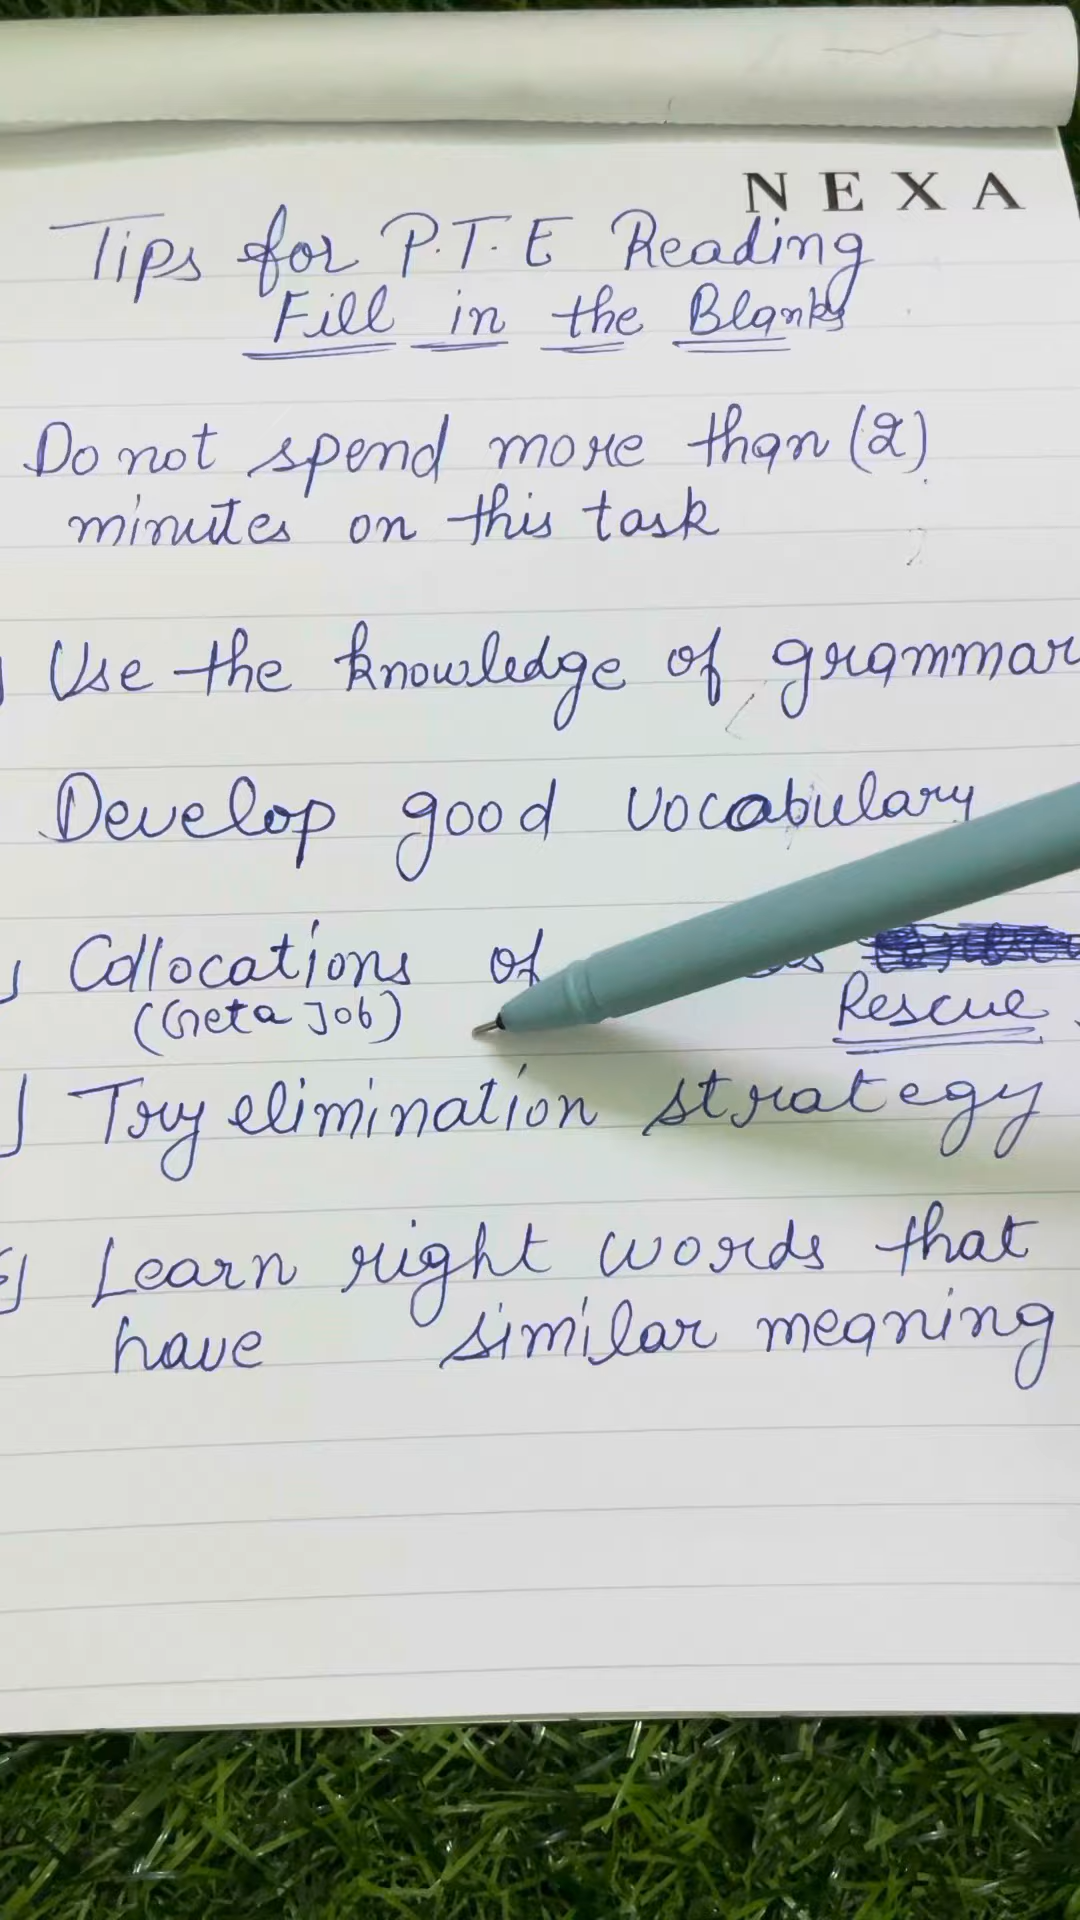 NEXA
Tips for P.T.E Reading
Fill in the Blanks
Do not spend more than (2)
minutes on this task
Use the knowledge of grammar
Develop good vocabulary
Collocations of
(Get a Job) Rescue
Try elimination strategy
Learn right words that
have similar meaning